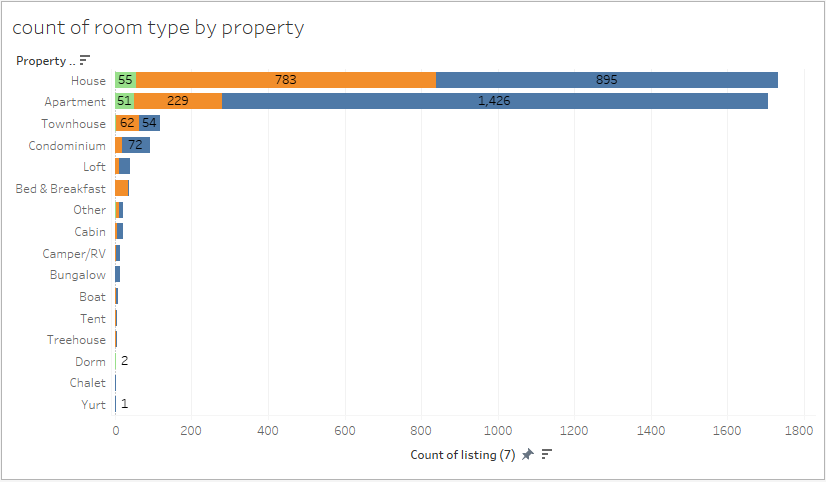 count of room type by property
Property ..
House 55 783 895
Apartment 51 229 1,426
Townhouse 62 54
Condominium 72
Loft
Bed & Breakfast
Other
Cabin
Camper/RV
Bungalow
Boat
Tent
Treehouse
Dorm 2
Chalet
Yurt 1
0 200 400 600 800 1000 1200 1400 1600 1800
Count of listing (7)